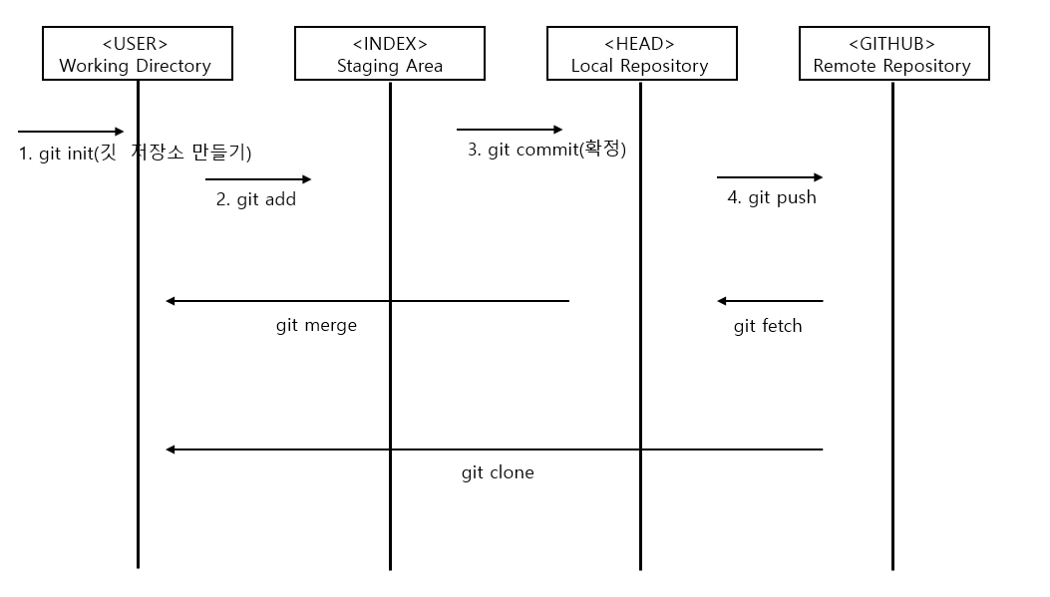 <USER>
Working Directory
<INDEX>
Staging Area
<HEAD>
Local Repository
<GITHUB>
Remote Repository
1. git init(깃 저장소 만들기)
2. git add
3. git commit(확정)
4. git push
git merge
git fetch
git clone